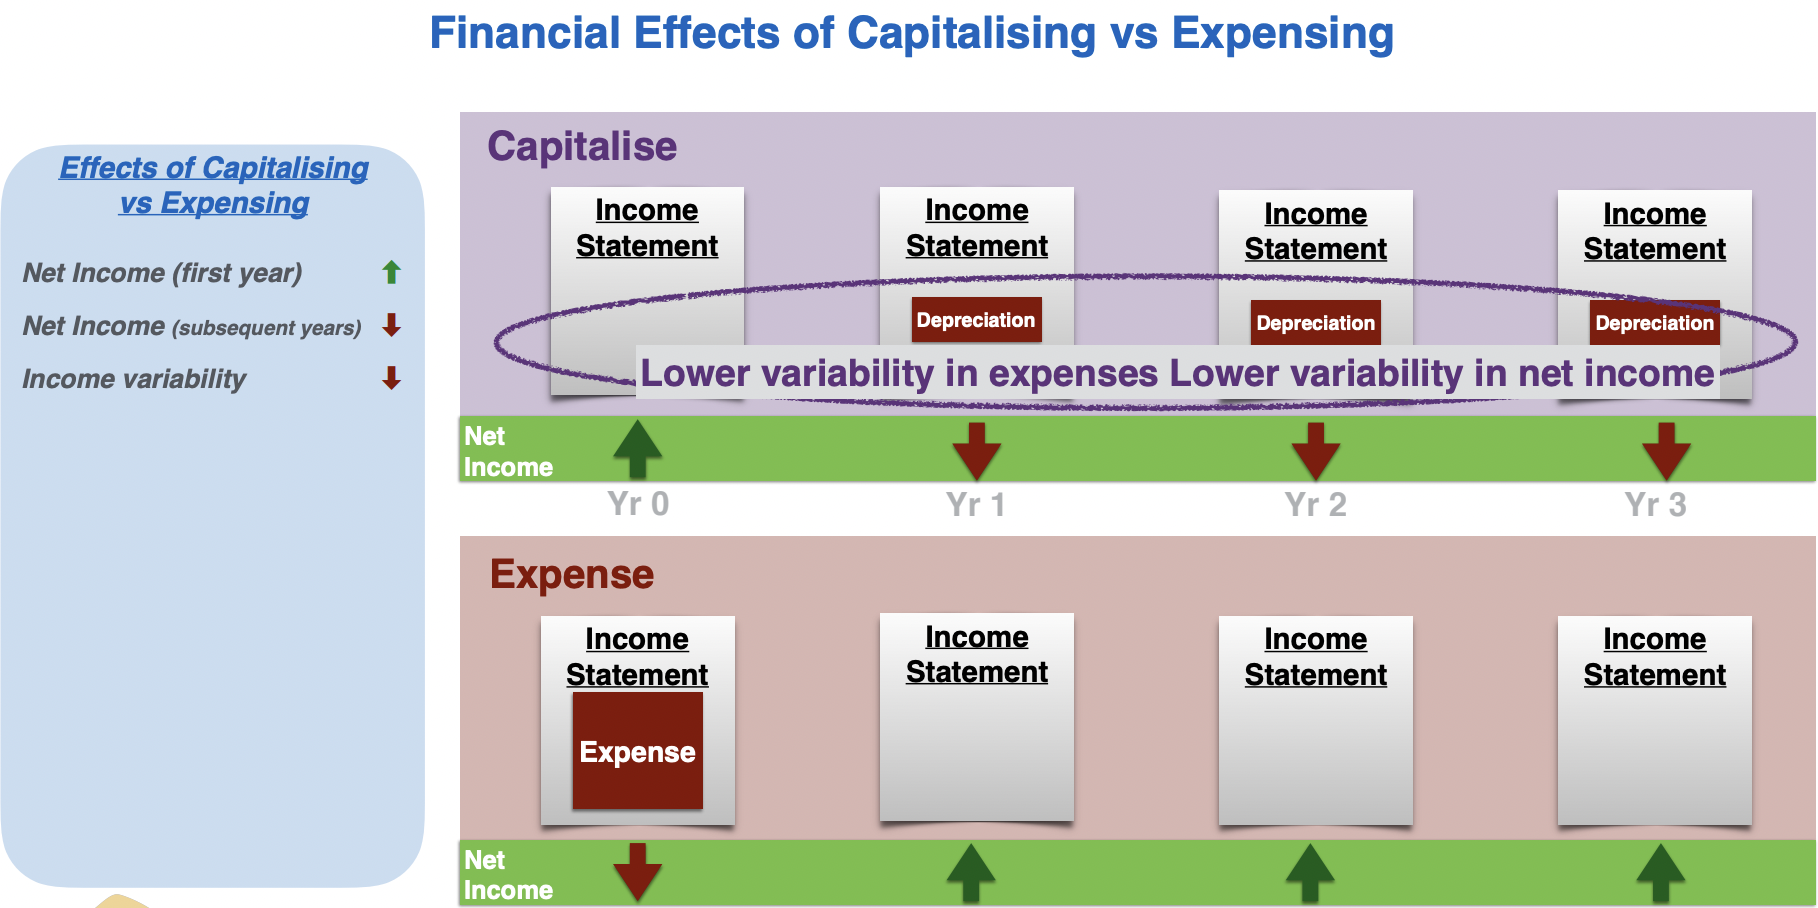 Financial Effects of Capitalising vs Expensing
Effects of Capitalising
vs Expensing
Net Income (first year)
Net Income (subsequent years)
Income variability
Capitalise
Income
Statement
Income
Statement
Depreciation
Income
Statement
Depreciation
Income
Statement
Depreciation
Lower variability in expenses Lower variability in net income
Net
Income
Yr 0
Yr 1
Yr 2
Yr 3
Expense
Income
Statement
Expense
Income
Statement
Income
Statement
Income
Statement
Net
Income